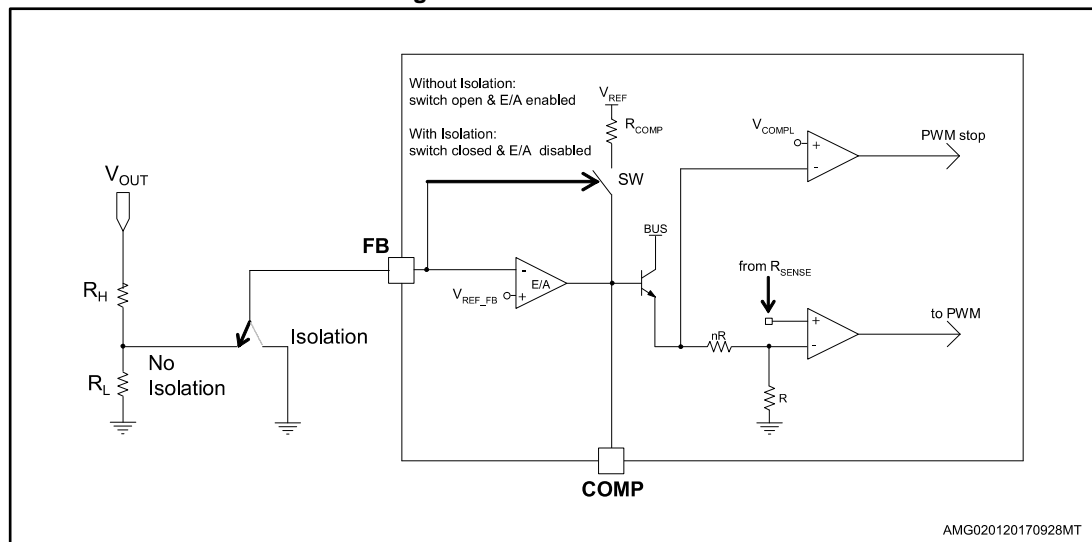 g
Without Isolation:
switch open & E/A enabled
With Isolation:
switch closed & E/A disabled
VREF
RCOMP
SW
VCOMPL
+
-
PWM stop
VOUT
BUS
FB
-
E/A
VREF_FB
+
from RSENSE
to PWM
+
-
nR
R
RH
RL
No
Isolation
Isolation
COMP
AMG020120170928MT